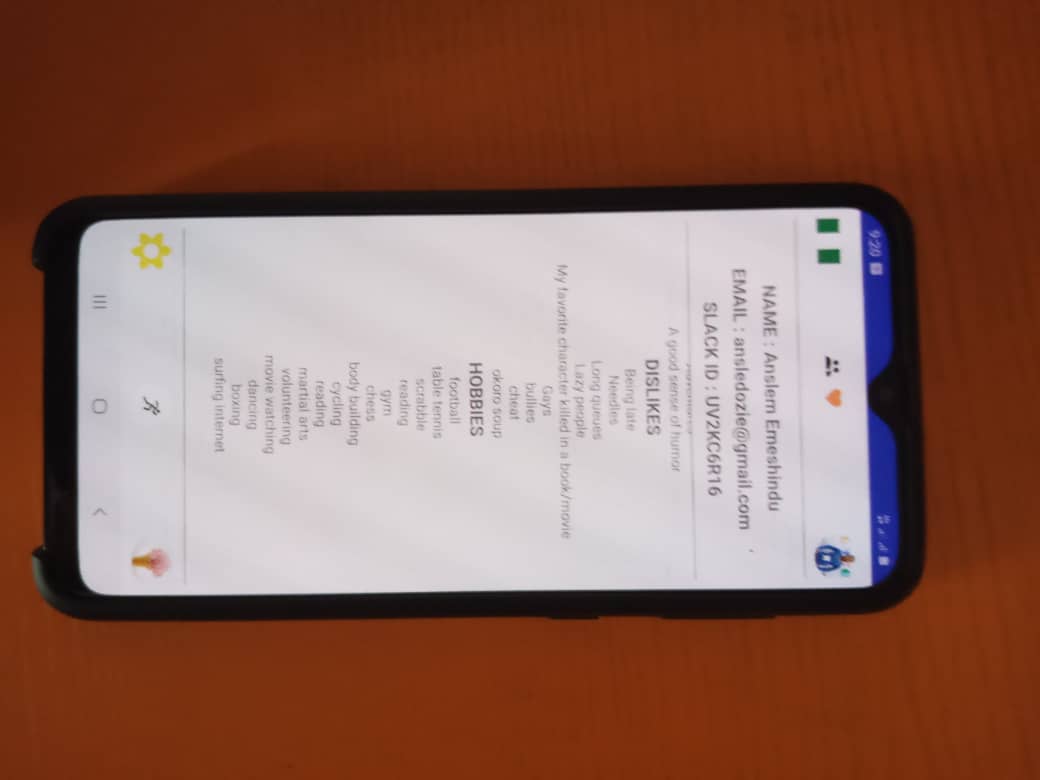 9:20
NAME : Anslem Emeshindu
EMAIL : ansledozie@gmail.com
SLACK ID : UV2KC6R16
A good sense of humor
DISLIKES
Being late
Needles
Long queues
Lazy people
My favorite character killed in a book/movie
Gays
bullies
cheat
okoro soup
HOBBIES
football
table tennis
scrabble
reading
gym
chess
body building
cycling
reading
martial arts
volunteering
movie watching
dancing
boxing
surfing internet